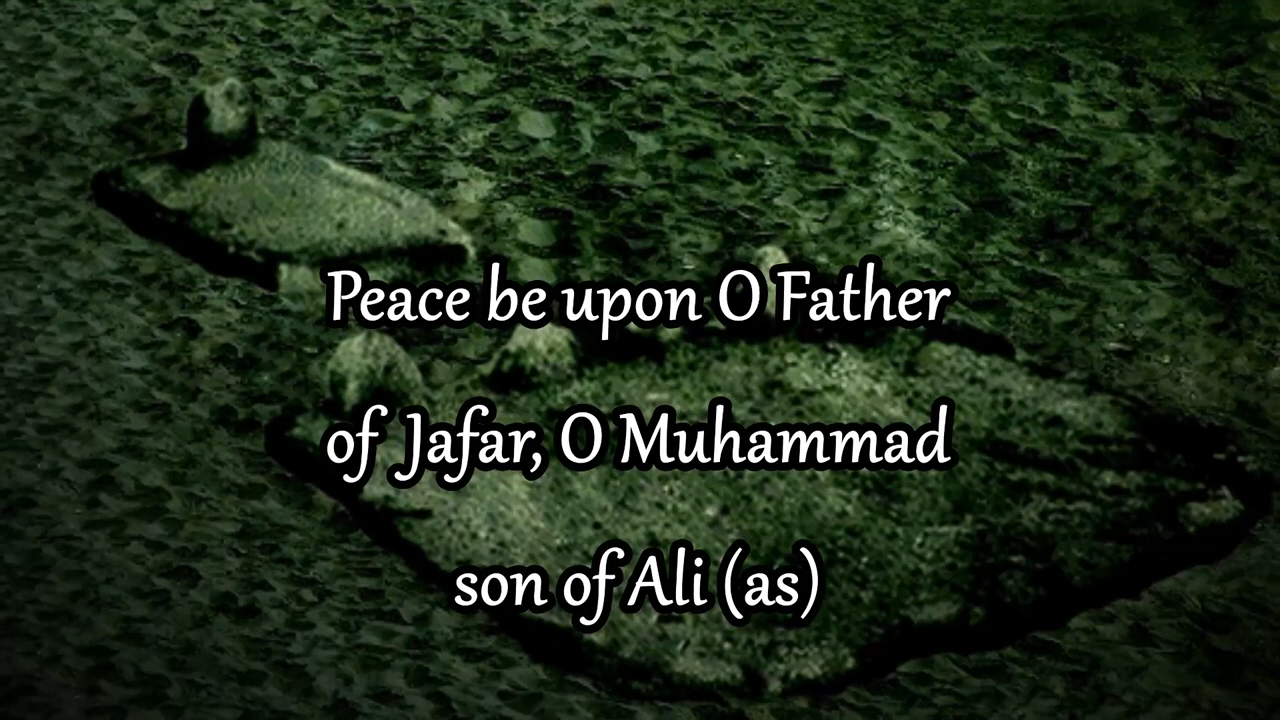 Peace be upon O Father
of Jafar, O Muhammad
son of Ali (as)